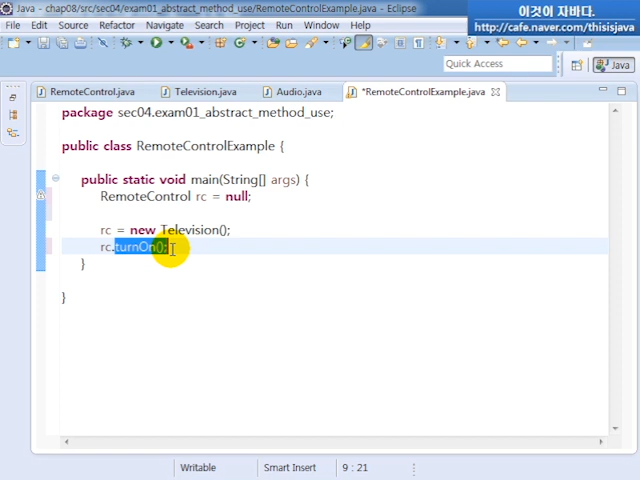 Java - chap08/src/sec04/exam01_abstract_method_use/RemoteControlExample.java - Eclipse
이것이 자바다.
http://cafe.naver.com/thisisjava
File Edit Source Refactor Navigate Search Project Run Window Help
Quick Access
Java
RemoteControl.java Television.java Audio.java *RemoteControlExample.java
package sec04.exam01_abstract_method_use;
public class RemoteControlExample {
public static void main(String[] args) {
RemoteControl rc = null;
rc = new Television();
rc.turnOn();
}
}
Writable Smart Insert 9 : 21